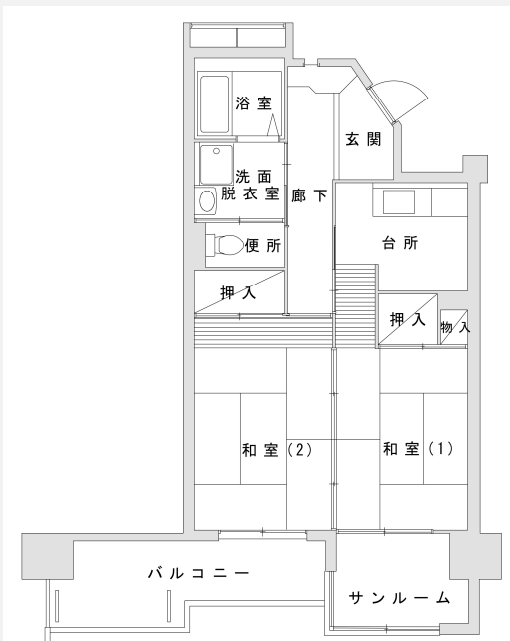 浴室
玄関
洗面
脱衣室
廊下
便所
台所
押入
押入
物入
和室(2)
和室(1)
バルコニー
サンルーム